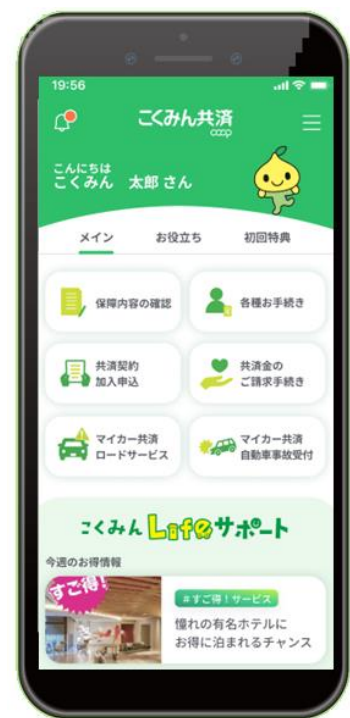 19:56
こくみん共済
coop
こんにちは
こくみん 太郎 さん
メイン お役立ち 初回特典
保障内容の確認
各種お手続き
共済契約
加入申込
共済金の
ご請求手続き
マイカー共済
ロードサービス
マイカー共済
自動車事故受付
こくみん Lifeサポート
今週のお得情報
すご得!
#すご得!サービス
憧れの有名ホテルに
お得に泊まれるチャンス